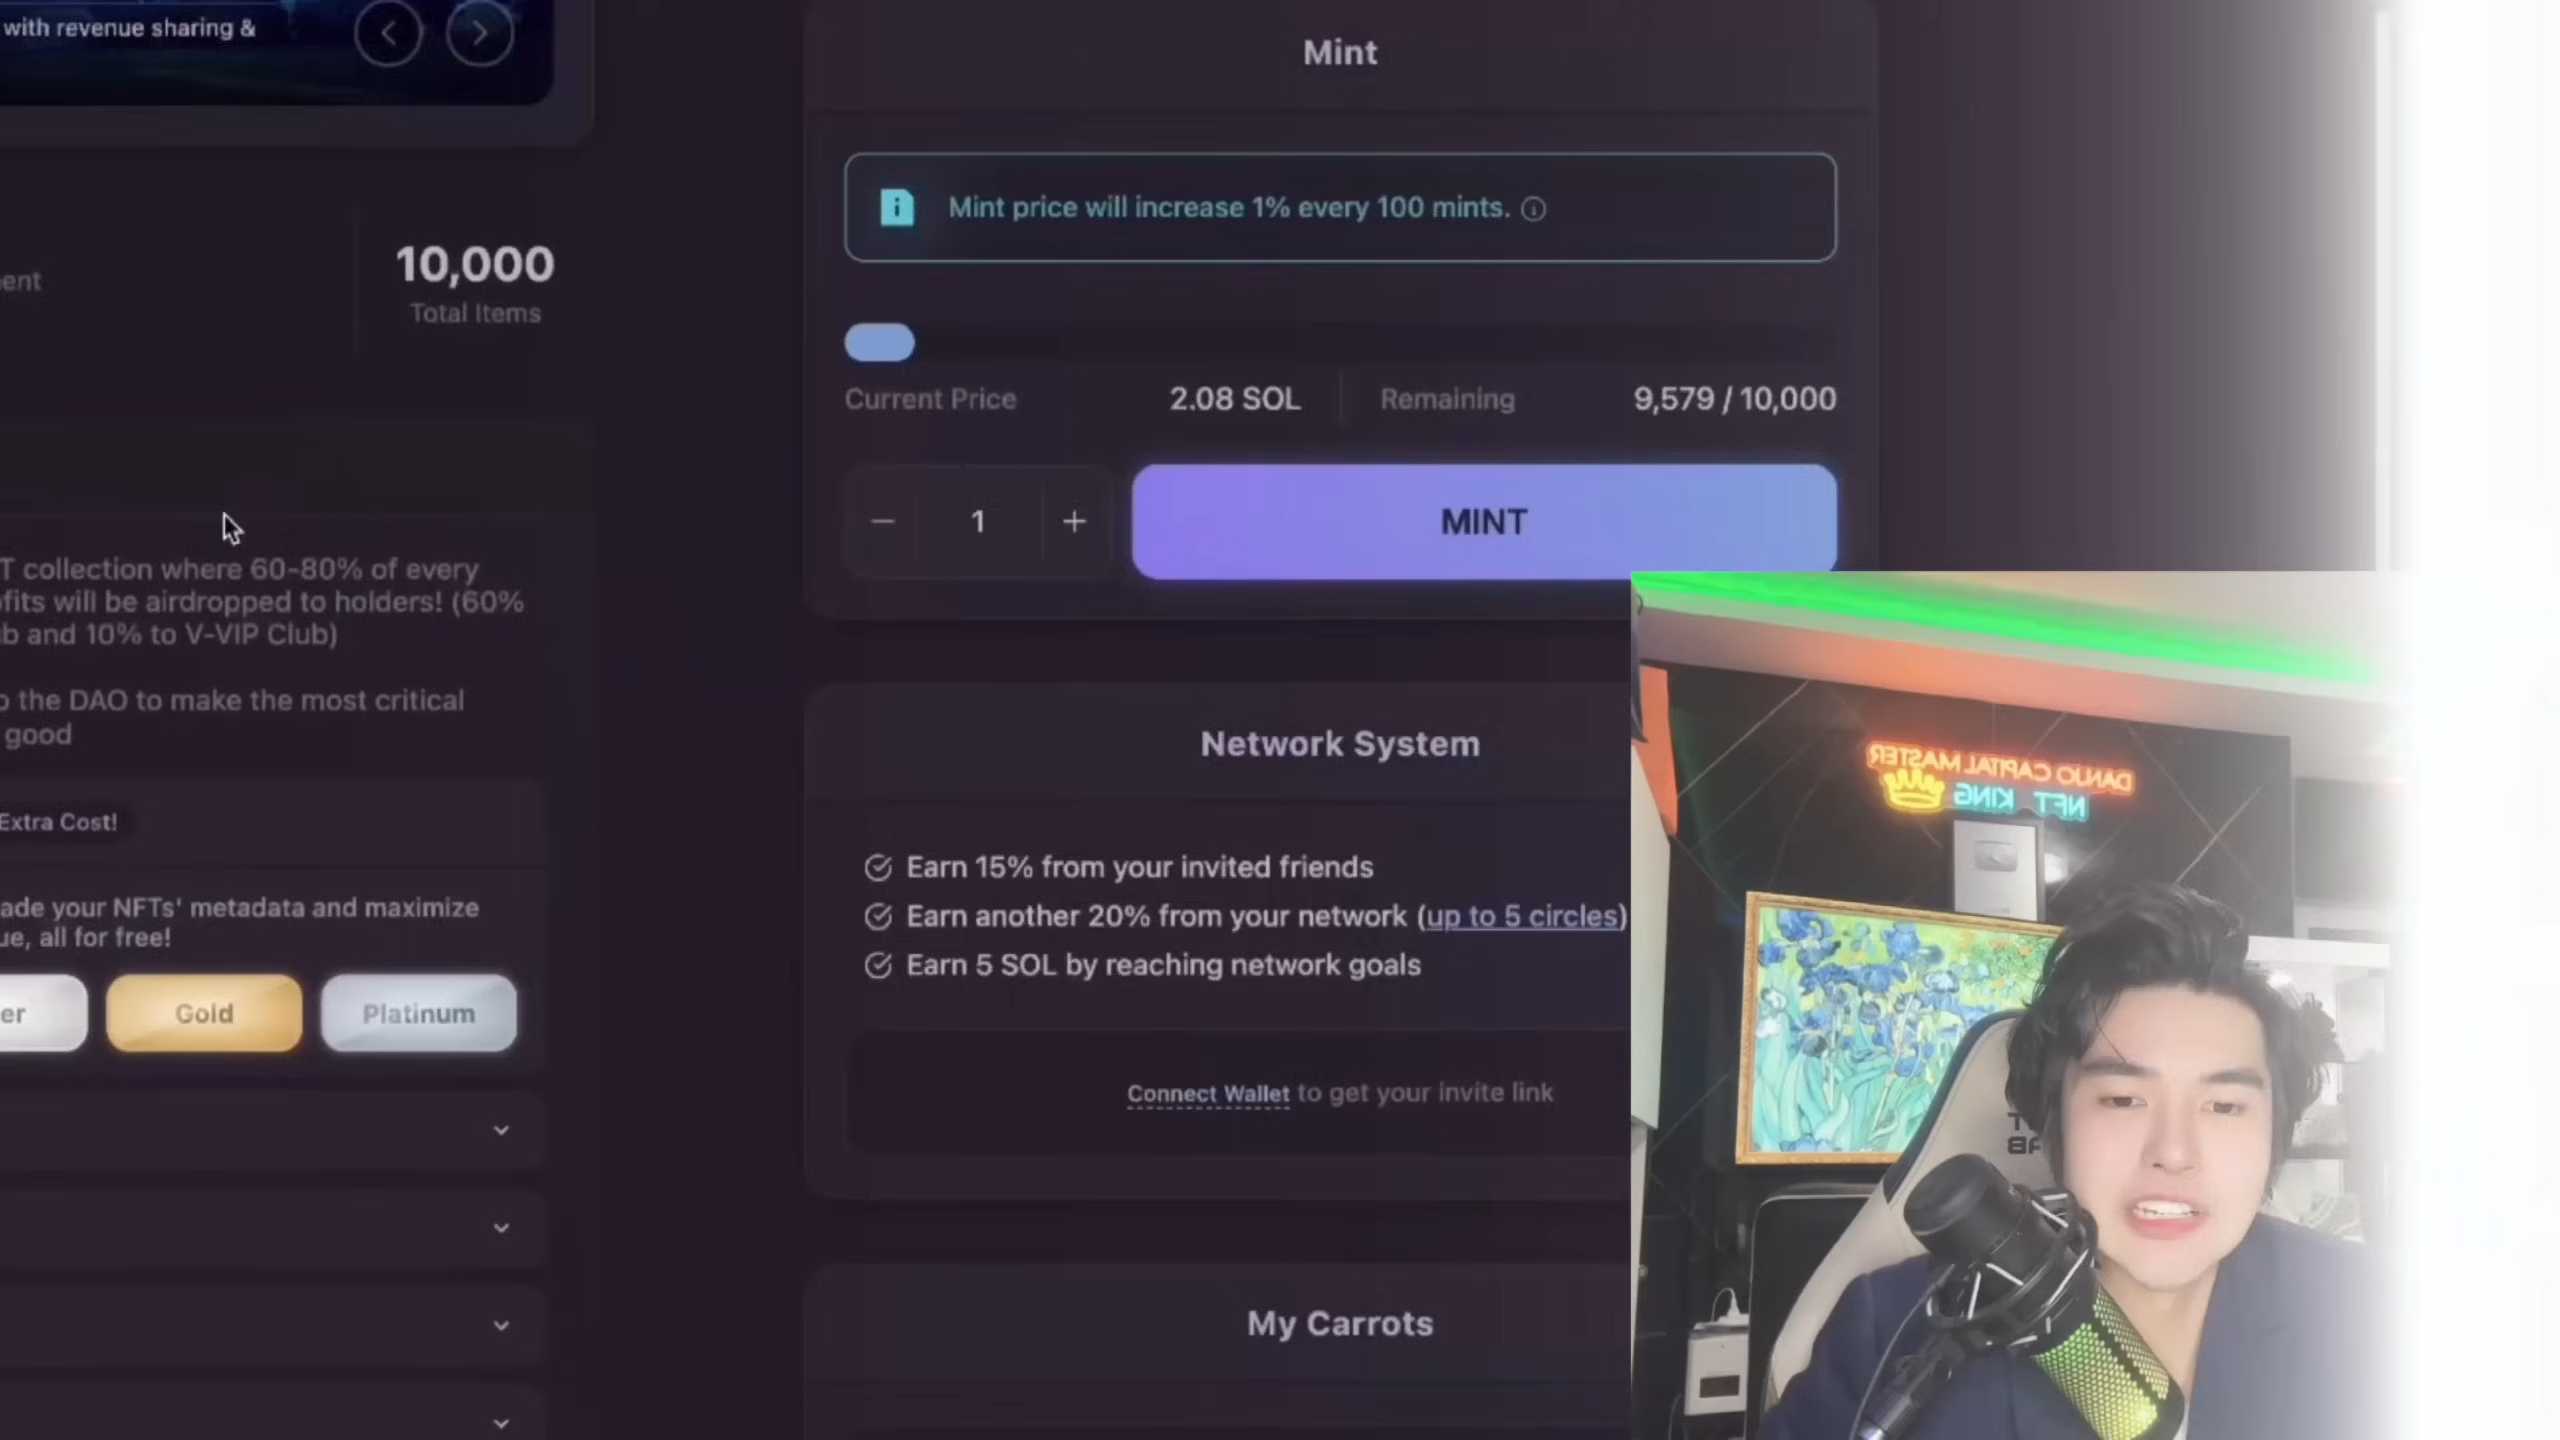 with revenue sharing &
ent
10,000
Total Items
T collection where 60-80% of every
ofits will be airdropped to holders! (60%
b and 10% to V-VIP Club)
o the DAO to make the most critical
good
Extra Cost!
ade your NFTs' metadata and maximize
ue, all for free!
er
Gold
Platinum
Mint
Mint price will increase 1% every 100 mints.
Current Price
2.08 SOL
Remaining
9,579 / 10,000
1
MINT
Network System
Earn 15% from your invited friends
Earn another 20% from your network (up to 5 circles)
Earn 5 SOL by reaching network goals
Connect Wallet to get your invite link
My Carrots
DANJO CAPITAL MASTER
NFT KING